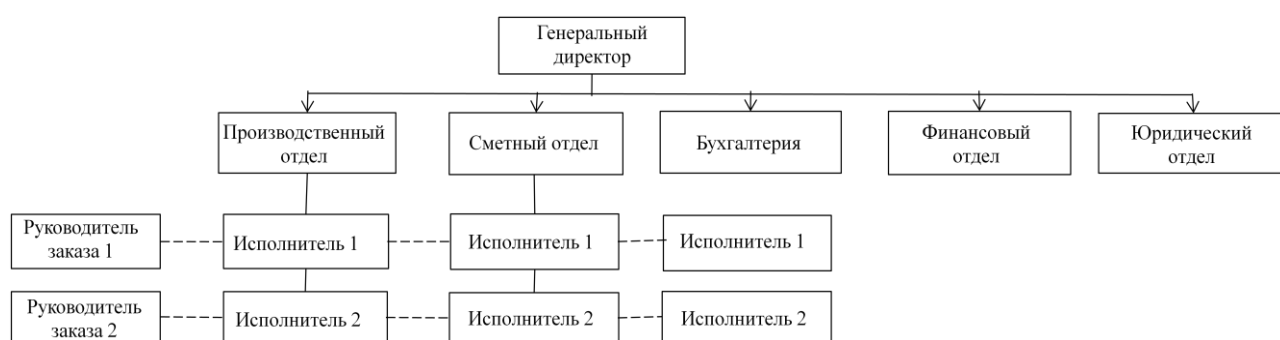 Генеральный
директор
Производственный
отдел
Сметный отдел
Бухгалтерия
Финансовый
отдел
Юридический
отдел
Руководитель
заказа 1
Исполнитель 1
Исполнитель 1
Исполнитель 1
Руководитель
заказа 2
Исполнитель 2
Исполнитель 2
Исполнитель 2